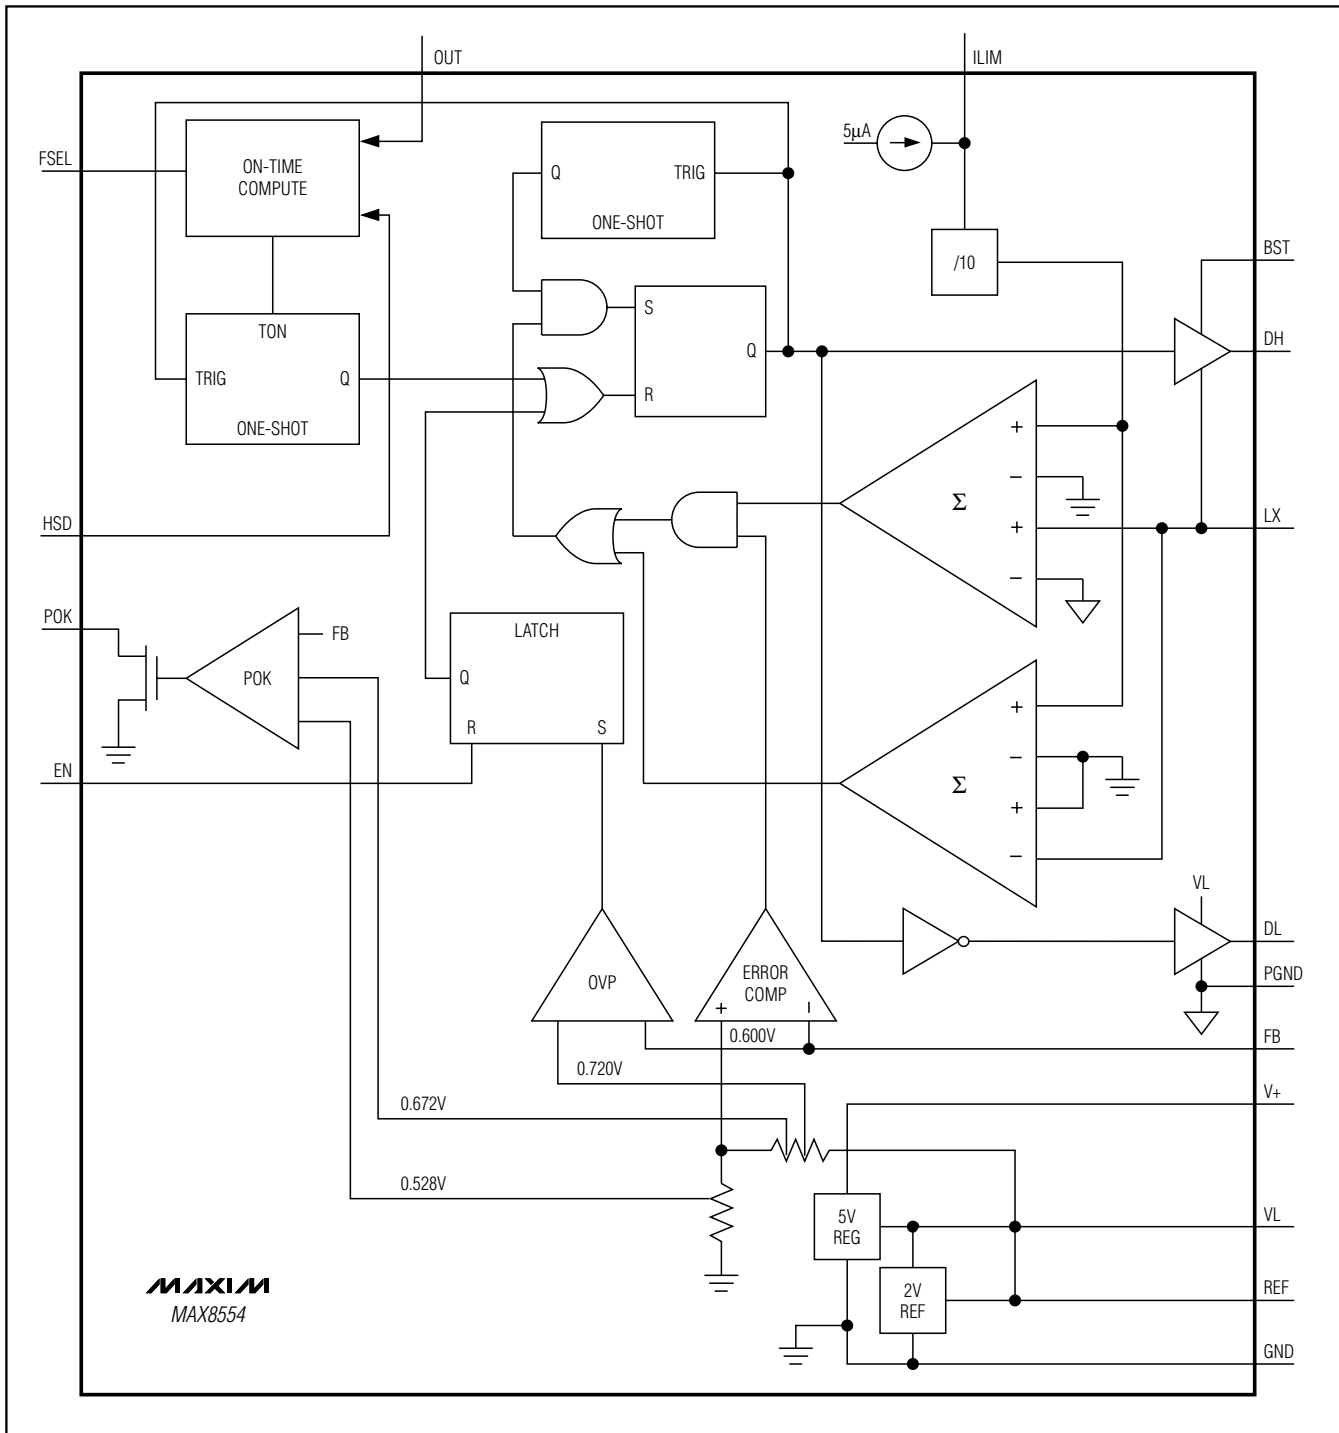 OUT
ILIM
5µA
FSEL
ON-TIME
COMPUTE
Q
TRIG
ONE-SHOT
/10
BST
TON
TRIG
Q
ONE-SHOT
S
Q
R
DH
+
−
Σ
+
−
LX
HSD
POK
FB
POK
LATCH
Q
R
S
EN
+
−
Σ
+
−
VL
DL
PGND
OVP
ERROR
COMP
+
−
0.600V
FB
0.720V
0.672V
V+
0.528V
5V
REG
VL
2V
REF
REF
GND
MAXIM
MAX8554